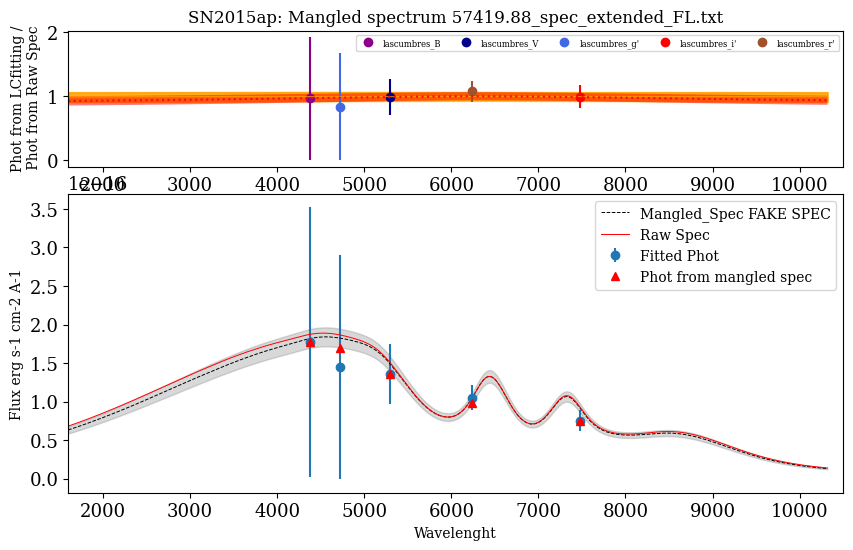 SN2015ap: Mangled spectrum 57419.88_spec_extended_FL.txt
Phot from LCfitting /
Phot from Raw Spec
2
1
0
lascumbres_B
lascumbres_V
lascumbres_g'
lascumbres_i'
lascumbres_r'
2000 3000 4000 5000 6000 7000 8000 9000 10000
1e−16
Flux erg s-1 cm-2 A-1
3.5
3.0
2.5
2.0
1.5
1.0
0.5
0.0
Mangled_Spec FAKE SPEC
Raw Spec
Fitted Phot
Phot from mangled spec
2000 3000 4000 5000 6000 7000 8000 9000 10000
Wavelenght